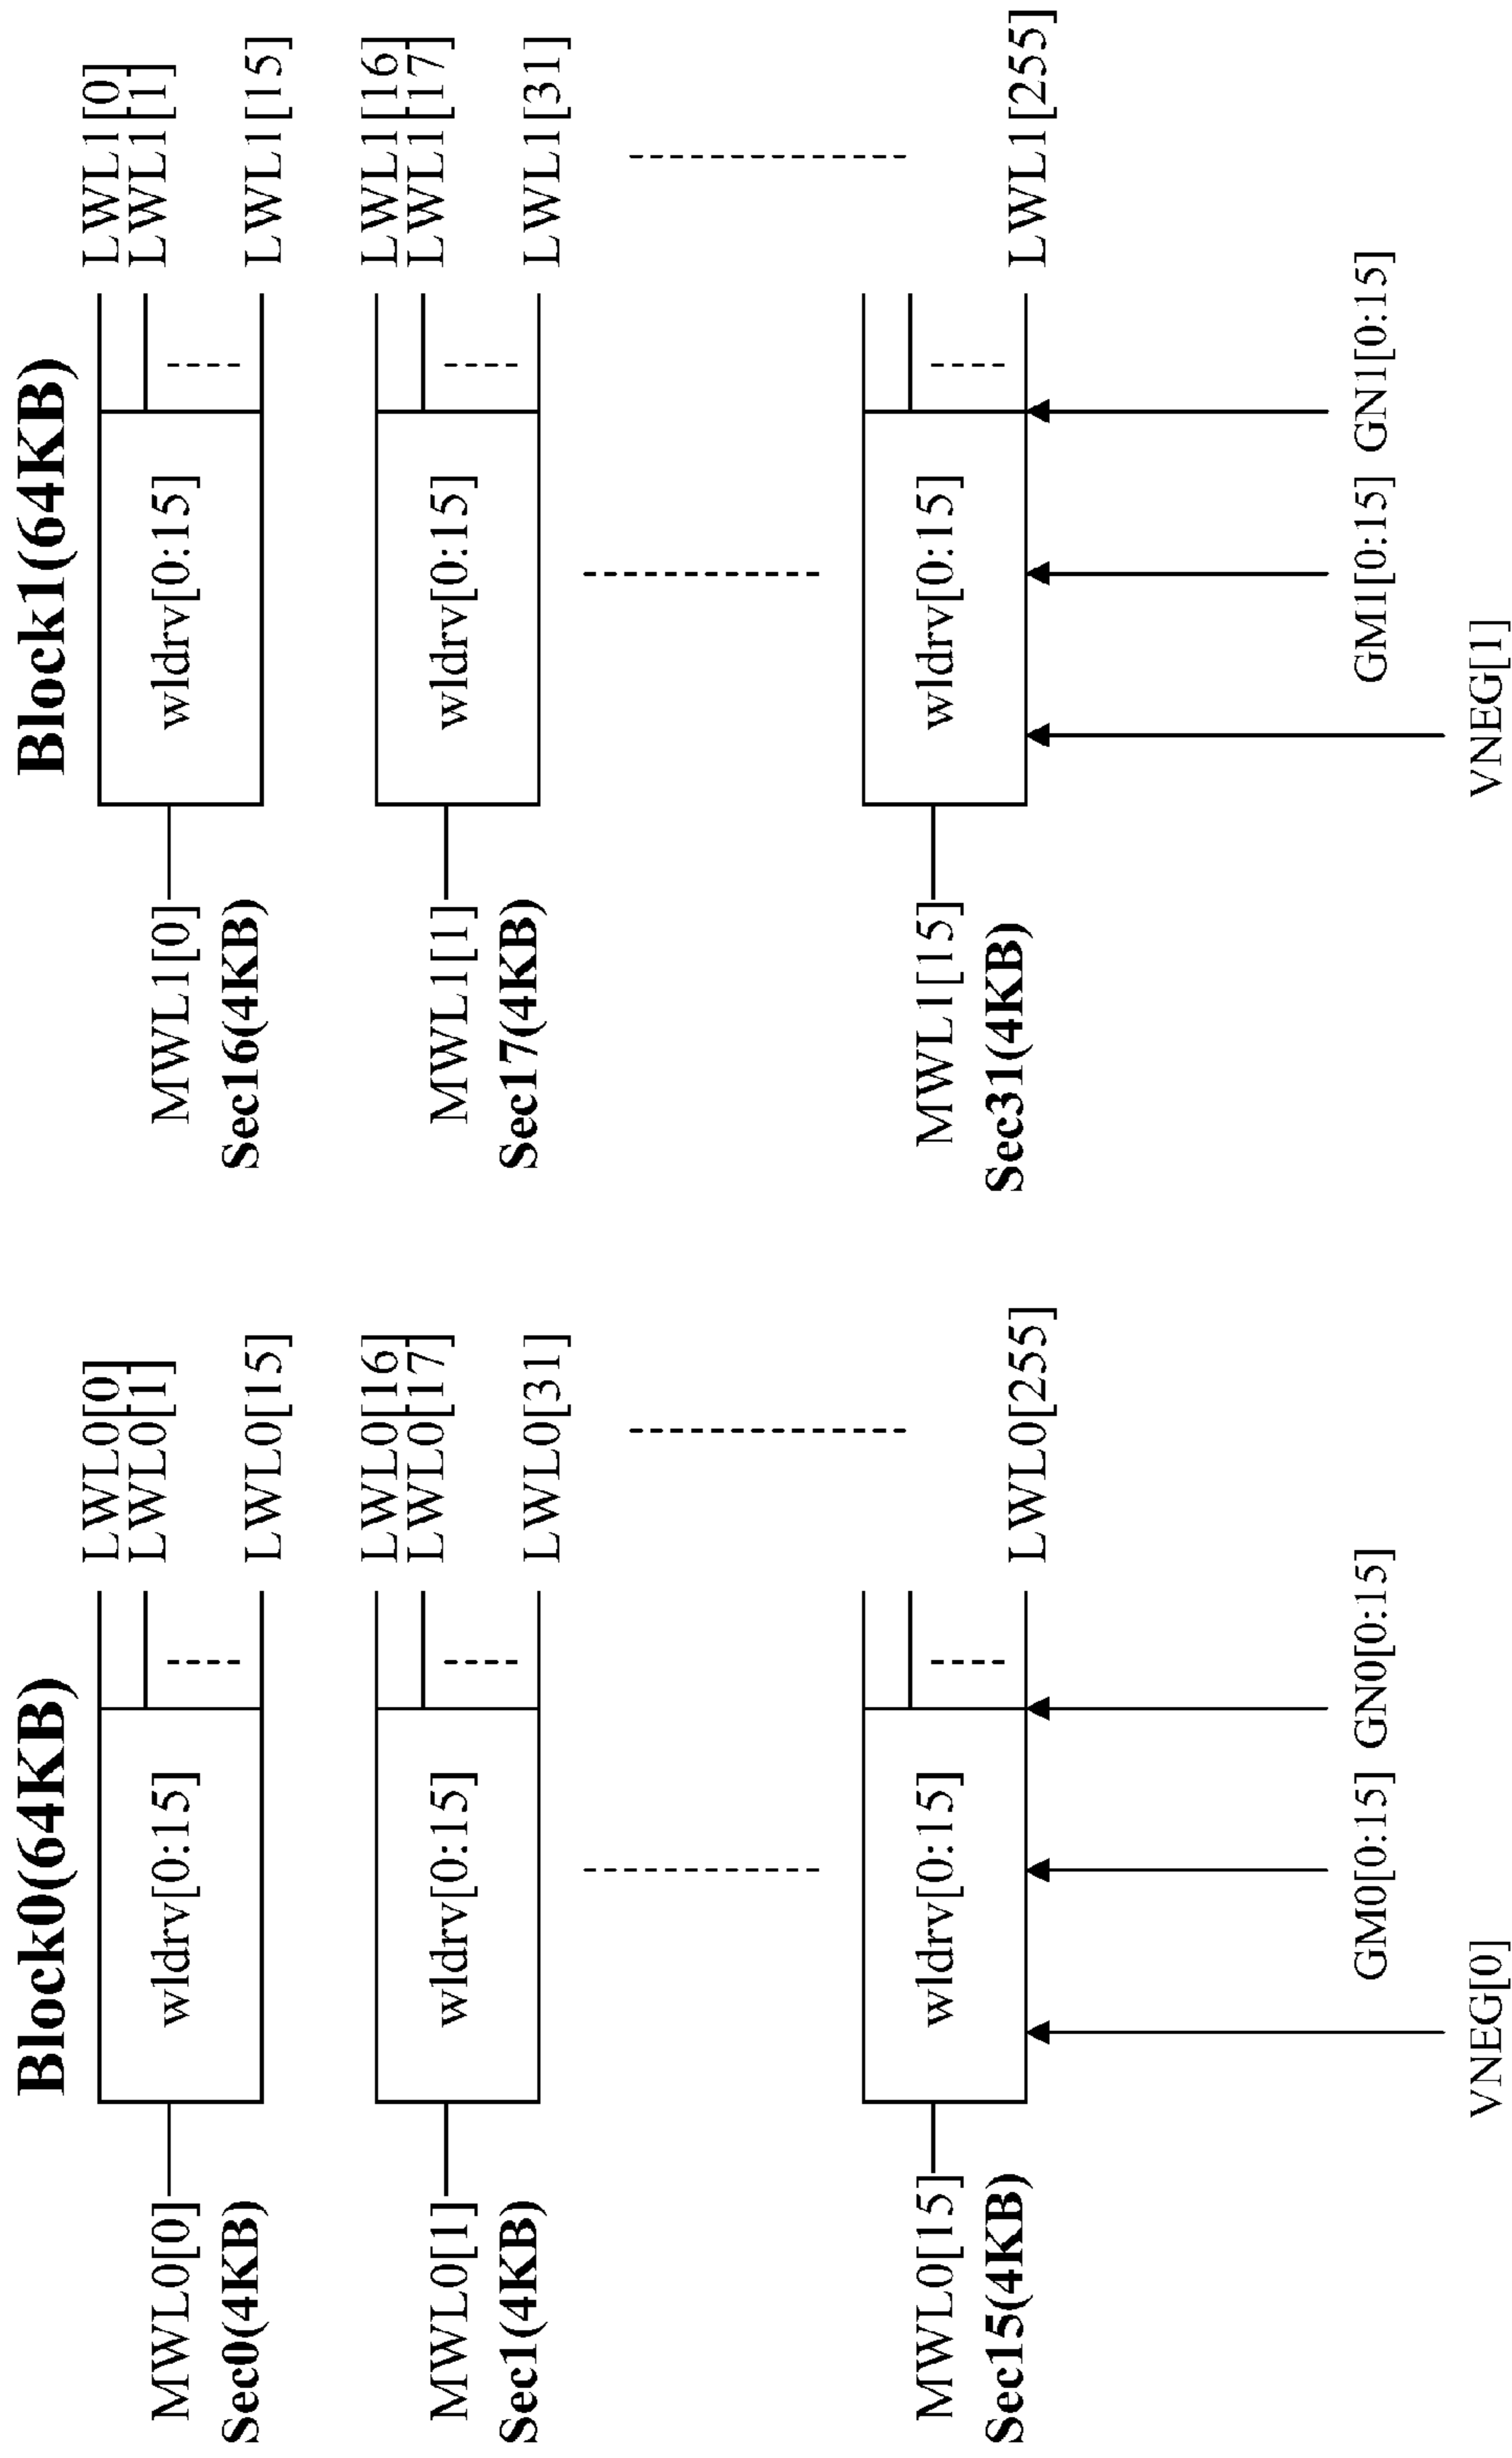 Block0(64KB)
MWL0[0]
Sec0(4KB)
wldrv[0:15]
LWL0[0]
LWL0[1]
LWL0[15]
MWL0[1]
Sec1(4KB)
wldrv[0:15]
LWL0[16]
LWL0[17]
LWL0[31]
MWL0[15]
Sec15(4KB)
wldrv[0:15]
LWL0[255]
VNEG[0]
GM0[0:15]
GN0[0:15]
Block1(64KB)
MWL1[0]
Sec16(4KB)
wldrv[0:15]
LWL1[0]
LWL1[1]
LWL1[15]
MWL1[1]
Sec17(4KB)
wldrv[0:15]
LWL1[16]
LWL1[17]
LWL1[31]
MWL1[15]
Sec31(4KB)
wldrv[0:15]
LWL1[255]
VNEG[1]
GM1[0:15]
GN1[0:15]